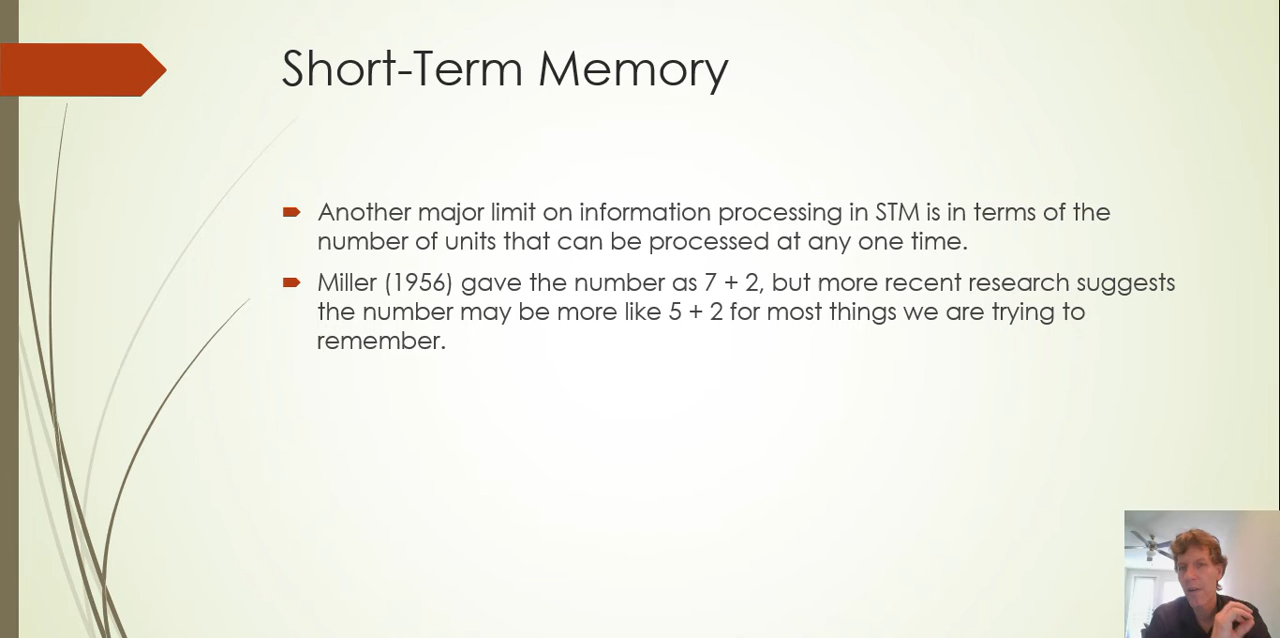 Short-Term Memory
Another major limit on information processing in STM is in terms of the
number of units that can be processed at any one time.
Miller (1956) gave the number as 7 + 2, but more recent research suggests
the number may be more like 5 + 2 for most things we are trying to
remember.